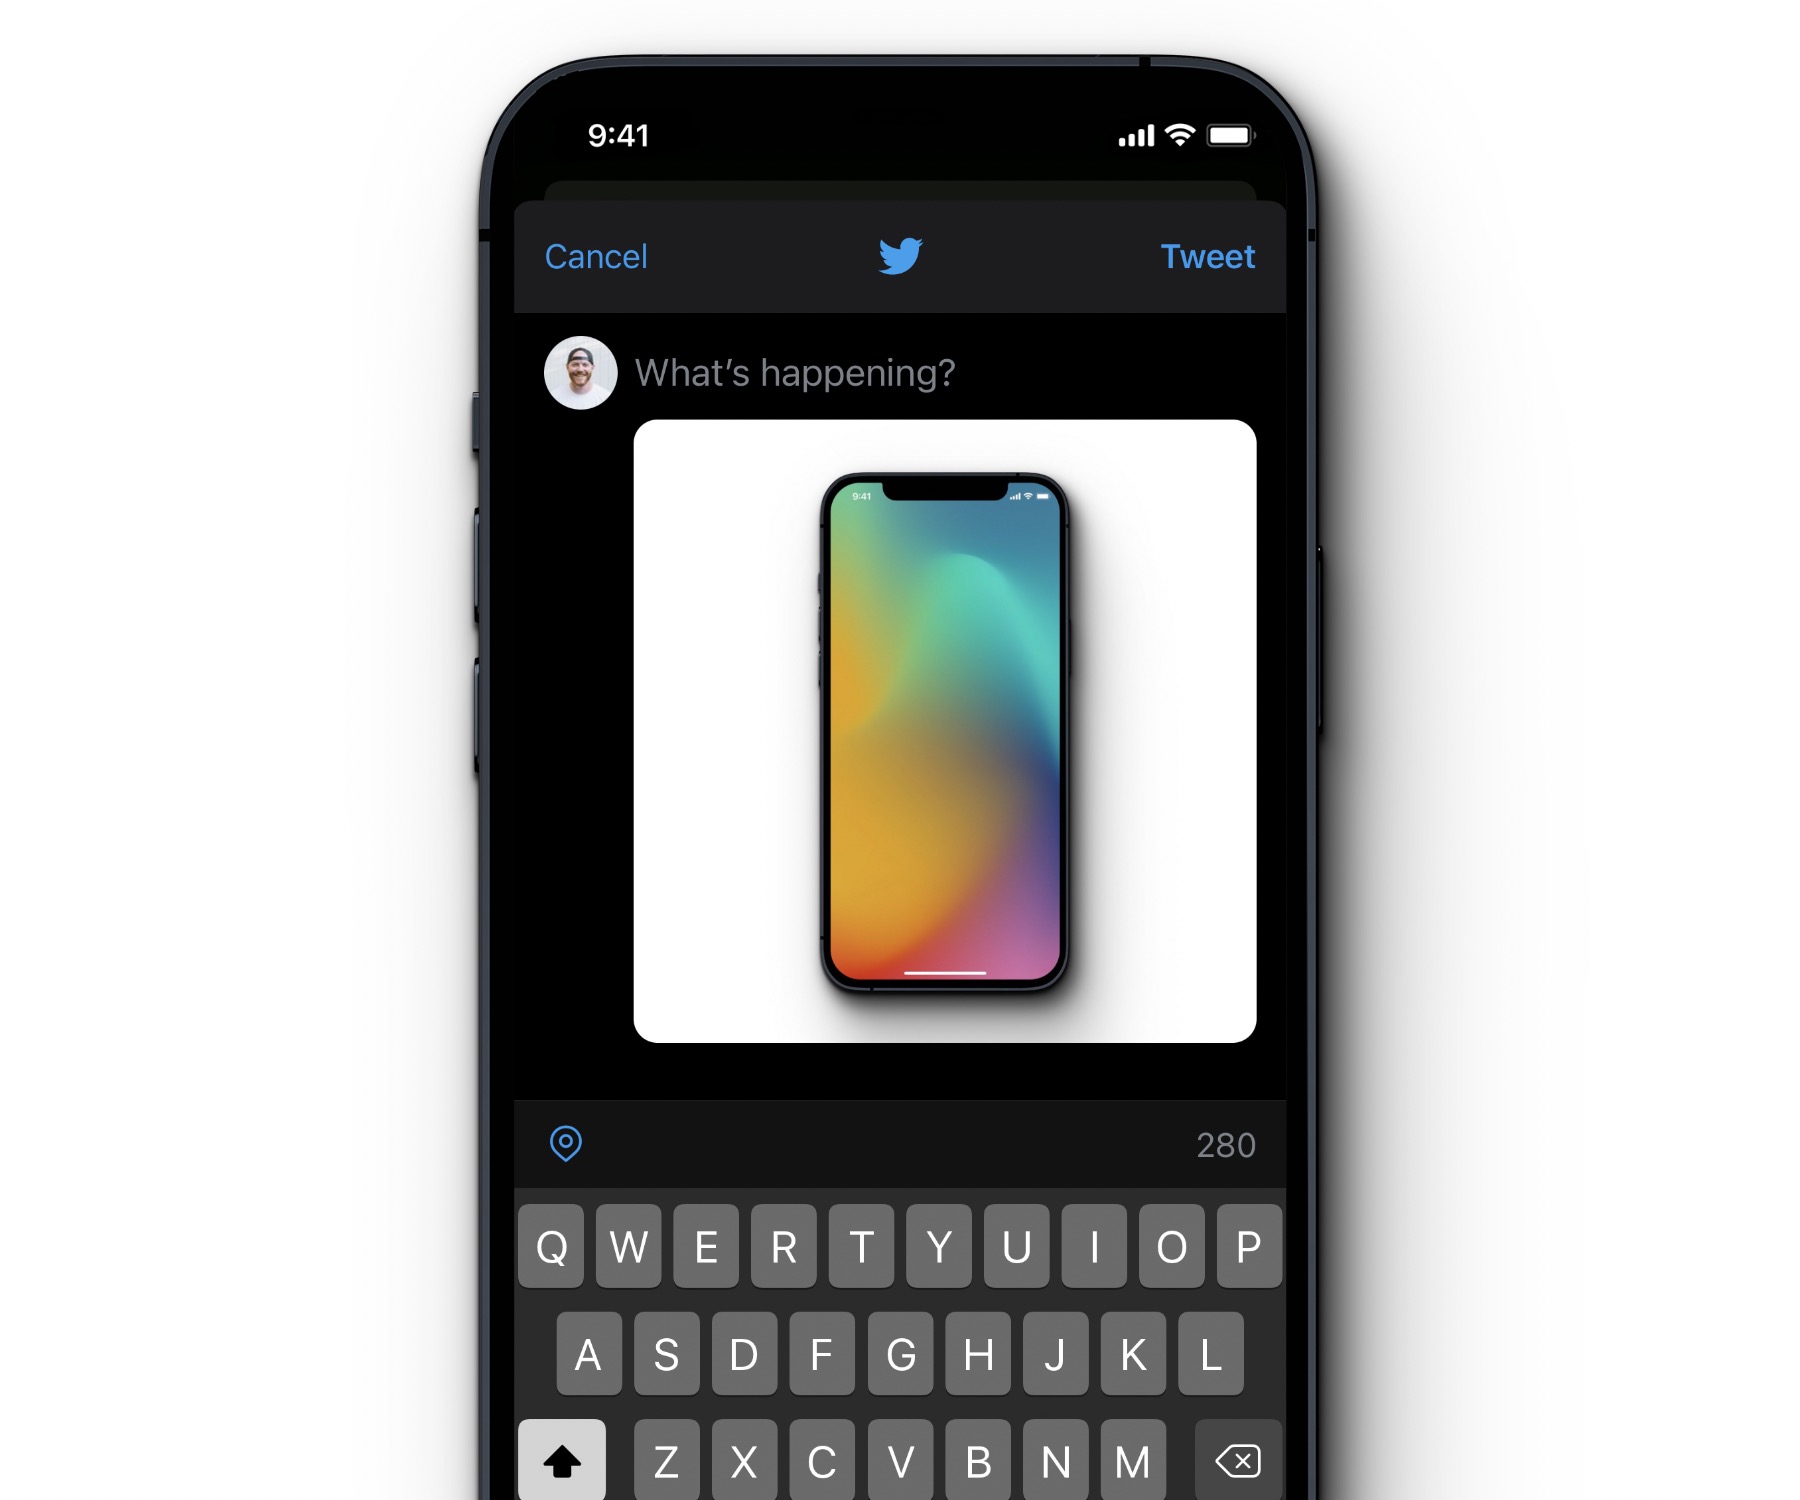 9:41
Cancel
Tweet
What’s happening?
9:41
280
Q W E R T Y U I O P
A S D F G H J K L
Z X C V B N M